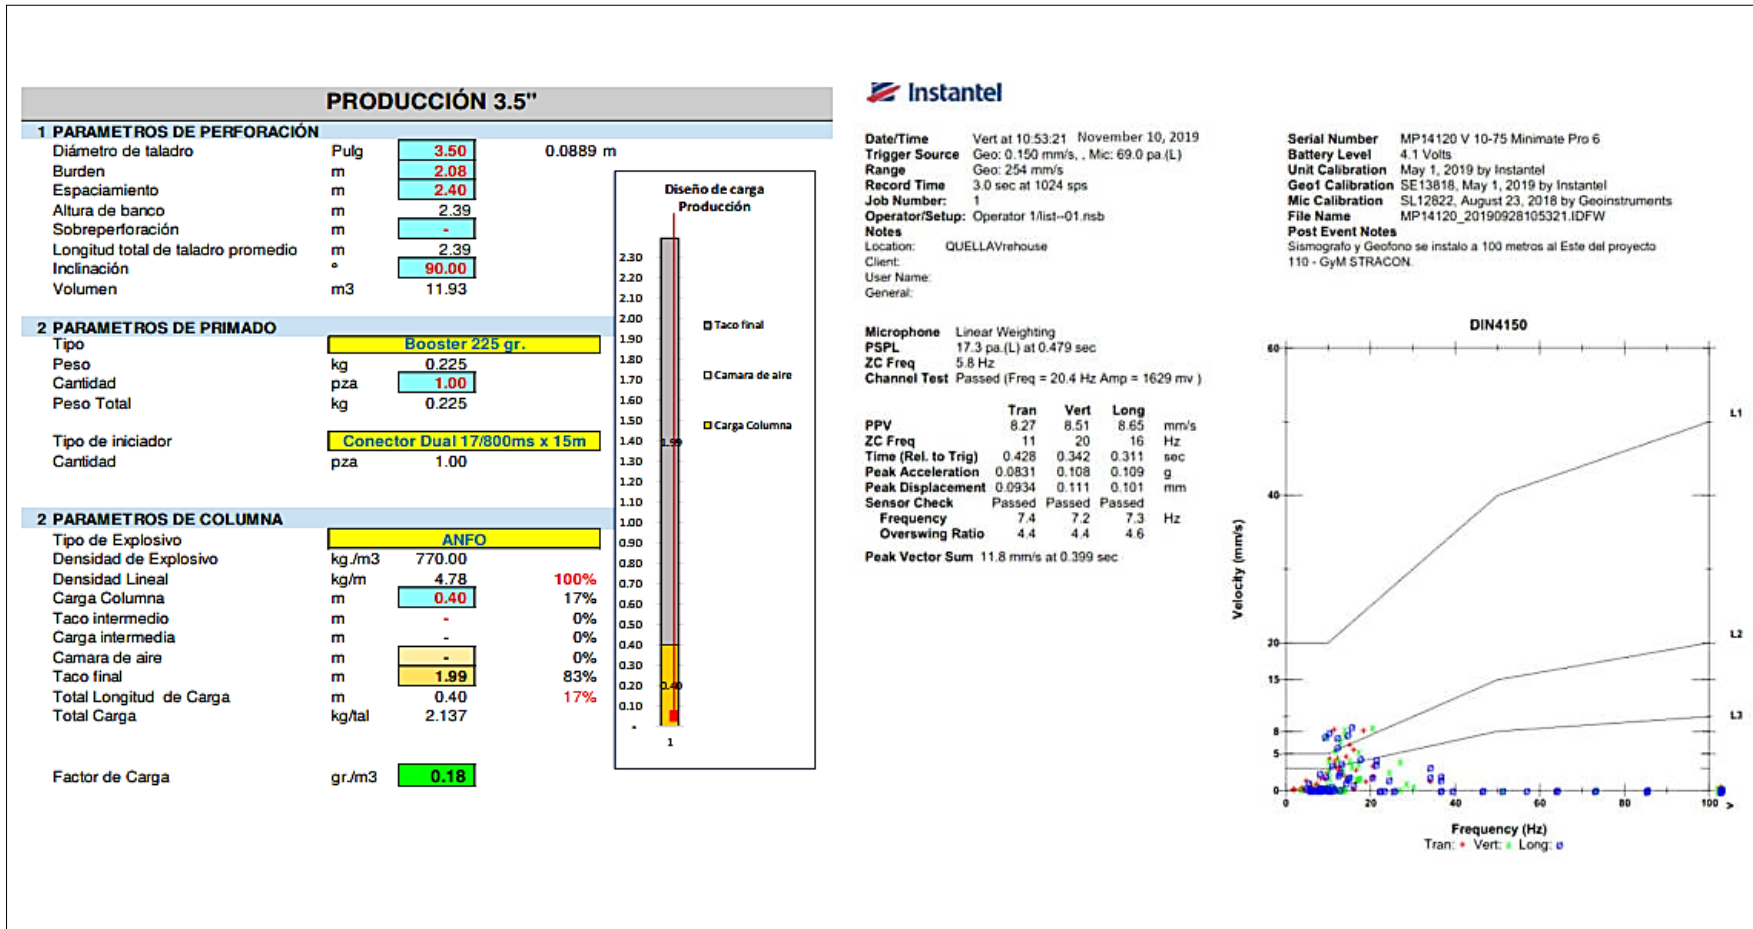 PRODUCCIÓN 3.5"
1 PARAMETROS DE PERFORACIÓN
Diámetro de taladro Pulg 3.50 0.0889 m
Burden m 2.08
Espaciamiento m 2.40
Altura de banco m 2.39
Sobreperforación m -
Longitud total de taladro promedio m 2.39
Inclinación ° 90.00
Volumen m3 11.93
2 PARAMETROS DE PRIMADO
Tipo Booster 225 gr.
Peso kg 0.225
Cantidad pza 1.00
Peso Total kg 0.225
Tipo de iniciador Conector Dual 17/800ms x 15m
Cantidad pza 1.00
2 PARAMETROS DE COLUMNA
Tipo de Explosivo ANFO
Densidad de Explosivo kg./m3 770.00
Densidad Lineal kg/m 4.78 100%
Carga Columna m 0.40 17%
Taco intermedio m - 0%
Carga intermedia m - 0%
Camara de aire m - 0%
Taco final m 1.99 83%
Total Longitud de Carga m 0.40 17%
Total Carga kg/tal 2.137
Factor de Carga gr./m3 0.18
Diseño de carga
Producción
2.30
2.20
2.10
2.00
1.90
1.80
1.70
1.60
1.50
1.40
1.30
1.20
1.10
1.00
0.90
0.80
0.70
0.60
0.50
0.40
0.30
0.20
0.10
-
1.99
0.40
1
Taco final
Camara de aire
Carga Columna
Instantel
Date/Time Vert at 10:53:21 November 10, 2019
Trigger Source Geo: 0.150 mm/s, , Mic: 69.0 pa.(L)
Range Geo: 254 mm/s
Record Time 3.0 sec at 1024 sps
Job Number: 1
Operator/Setup: Operator 1/list--01.nsb
Notes
Location: QUELLAVrehouse
Client:
User Name:
General:
Serial Number MP14120 V 10-75 Minimate Pro 6
Battery Level 4.1 Volts
Unit Calibration May 1, 2019 by Instantel
Geo1 Calibration SE13818, May 1, 2019 by Instantel
Mic Calibration SL12822, August 23, 2018 by Geoinstruments
File Name MP14120_20190928105321.IDFW
Post Event Notes
Sismografo y Geofono se instalo a 100 metros al Este del proyecto
110 - GyM STRACON.
Microphone Linear Weighting
PSPL 17.3 pa.(L) at 0.479 sec
ZC Freq 5.8 Hz
Channel Test Passed (Freq = 20.4 Hz Amp = 1629 mv )
Tran Vert Long
PPV 8.27 8.51 8.65 mm/s
ZC Freq 11 20 16 Hz
Time (Rel. to Trig) 0.428 0.342 0.311 sec
Peak Acceleration 0.0831 0.108 0.109 g
Peak Displacement 0.0934 0.111 0.101 mm
Sensor Check Passed Passed Passed
Frequency 7.4 7.2 7.3 Hz
Overswing Ratio 4.4 4.4 4.6
Peak Vector Sum 11.8 mm/s at 0.399 sec
DIN4150
60
40
20
15
8
5
3
0
L1
L2
L3
Velocity (mm/s)
0 20 40 60 80 100 >
Frequency (Hz)
Tran: Vert: Long: